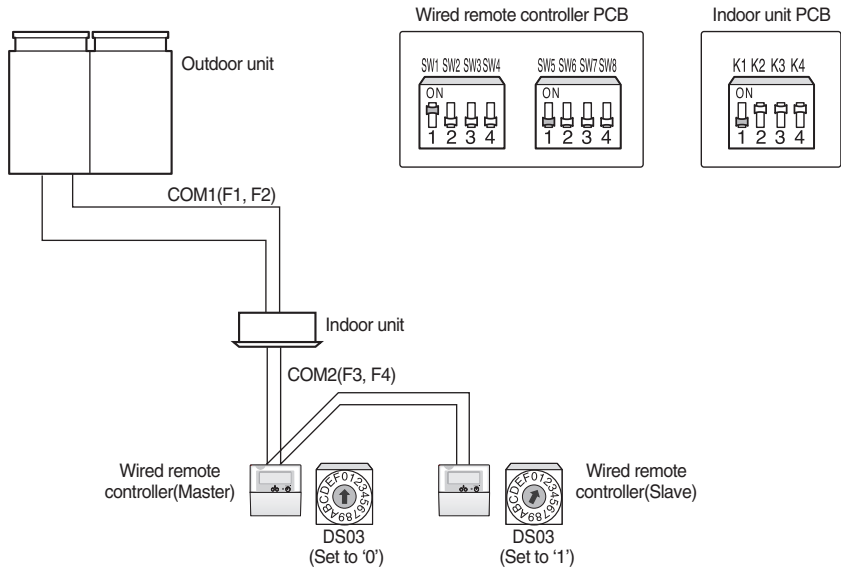 Wired remote controller PCB
Indoor unit PCB
Outdoor unit
SW1 SW2 SW3 SW4
ON
1 2 3 4
SW5 SW6 SW7 SW8
ON
1 2 3 4
K1 K2 K3 K4
ON
1 2 3 4
COM1(F1, F2)
Indoor unit
COM2(F3, F4)
Wired remote
controller(Master)
0123456789ABCDEF
DS03
(Set to ‘0’)
0123456789ABCDEF
DS03
(Set to ‘1’)
Wired remote
controller(Slave)